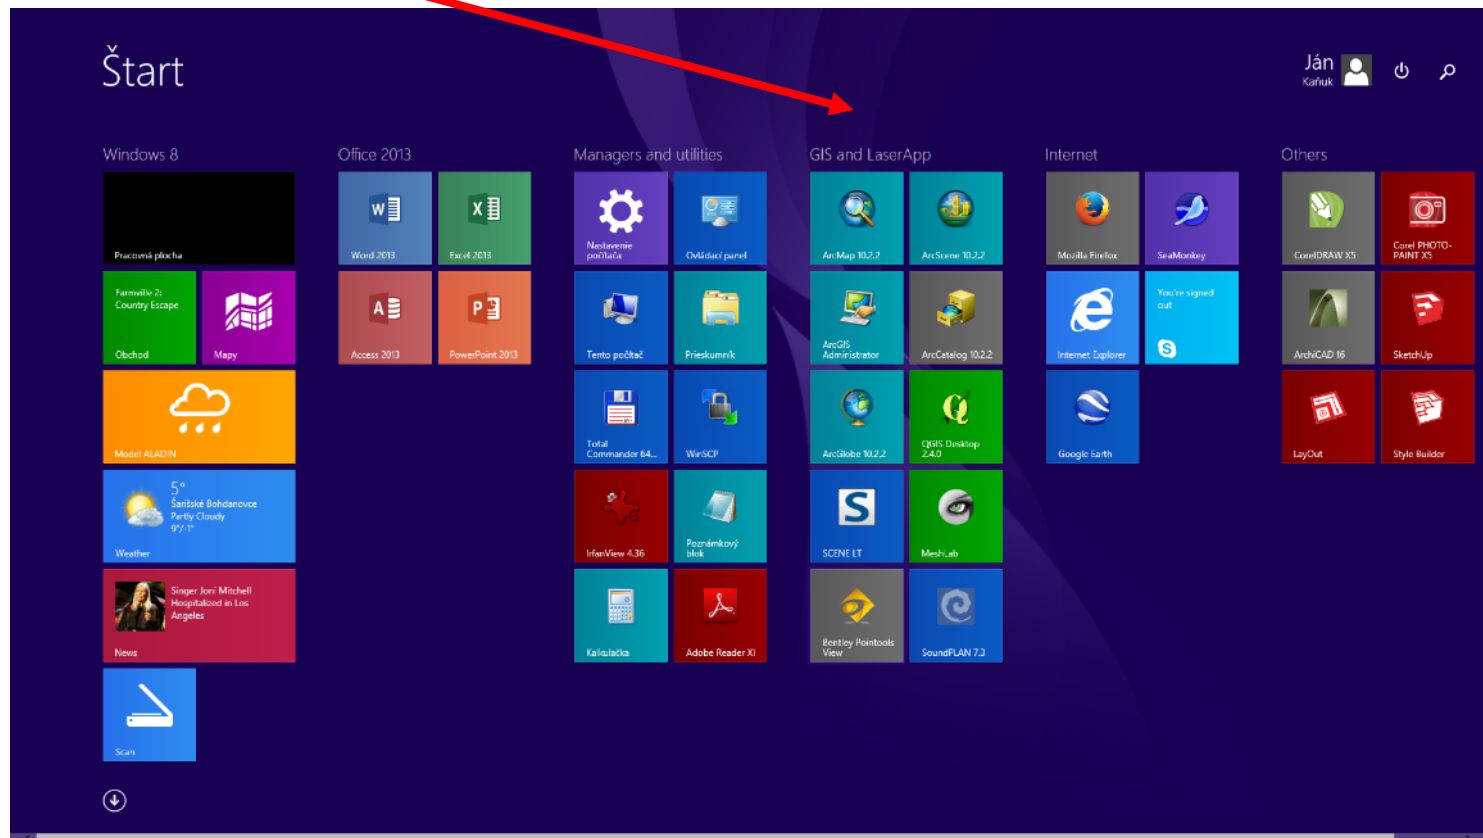 Štart
Ján
Kaňuk
Windows 8
Pracovná plocha
Farmville 2:
Country Escape
Obchod
Mapy
Model ALADIN
5°
Šarišské Bohdanovce
Partly Cloudy
9°/-1°
Weather
Singer Joni Mitchell
Hospitalized in Los
Angeles
News
Scan
Office 2013
Word 2013
Excel 2013
Access 2013
PowerPoint 2013
Managers and utilities
Nastavenie
počítača
Ovládací panel
Tento počítač
Prieskumník
Total
Commander 64...
WinSCP
IrfanView 4.36
Poznámkový
blok
Kalkulačka
Adobe Reader XI
GIS and LaserApp
ArcMap 10.2.2
ArcScene 10.2.2
ArcGIS
Administrator
ArcCatalog 10.2.2
ArcGlobe 10.2.2
QGIS Desktop
2.4.0
SCENE LT
MeshLab
Bentley Pointools
View
SoundPLAN 7.3
Internet
Mozilla Firefox
SeaMonkey
Internet Explorer
You're signed
out
Google Earth
Others
CorelDRAW X5
Corel PHOTO-
PAINT X5
ArchiCAD 16
SketchUp
LayOut
Style Builder